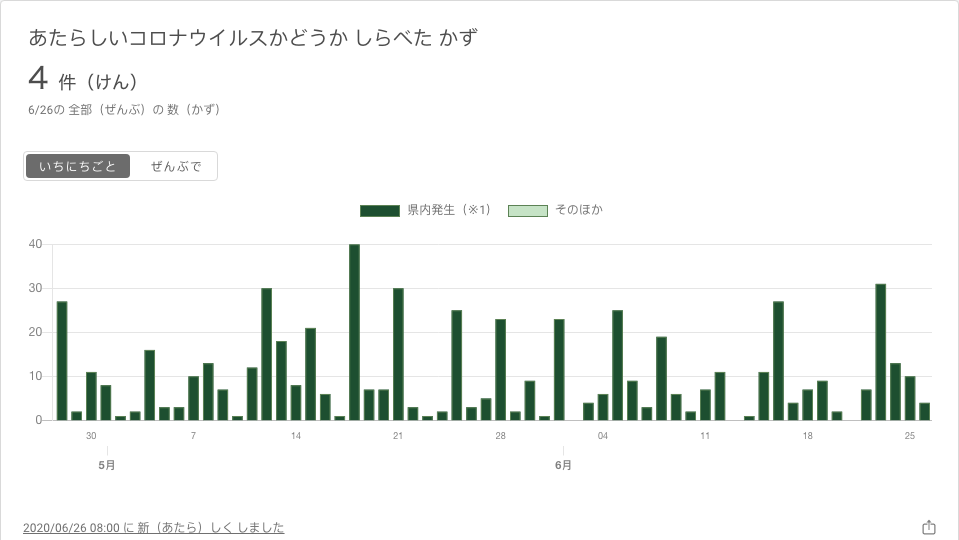 あたらしいコロナウイルスかどうか しらべた かず
4 件（けん）
6/26の 全部（ぜんぶ）の 数（かず）
いちにちごと ぜんぶで
県内発生（※1） そのほか
40
30
20
10
0
30 7 14 21 28 04 11 18 25
5月 6月
2020/06/26 08:00 に 新（あたら）しく しました